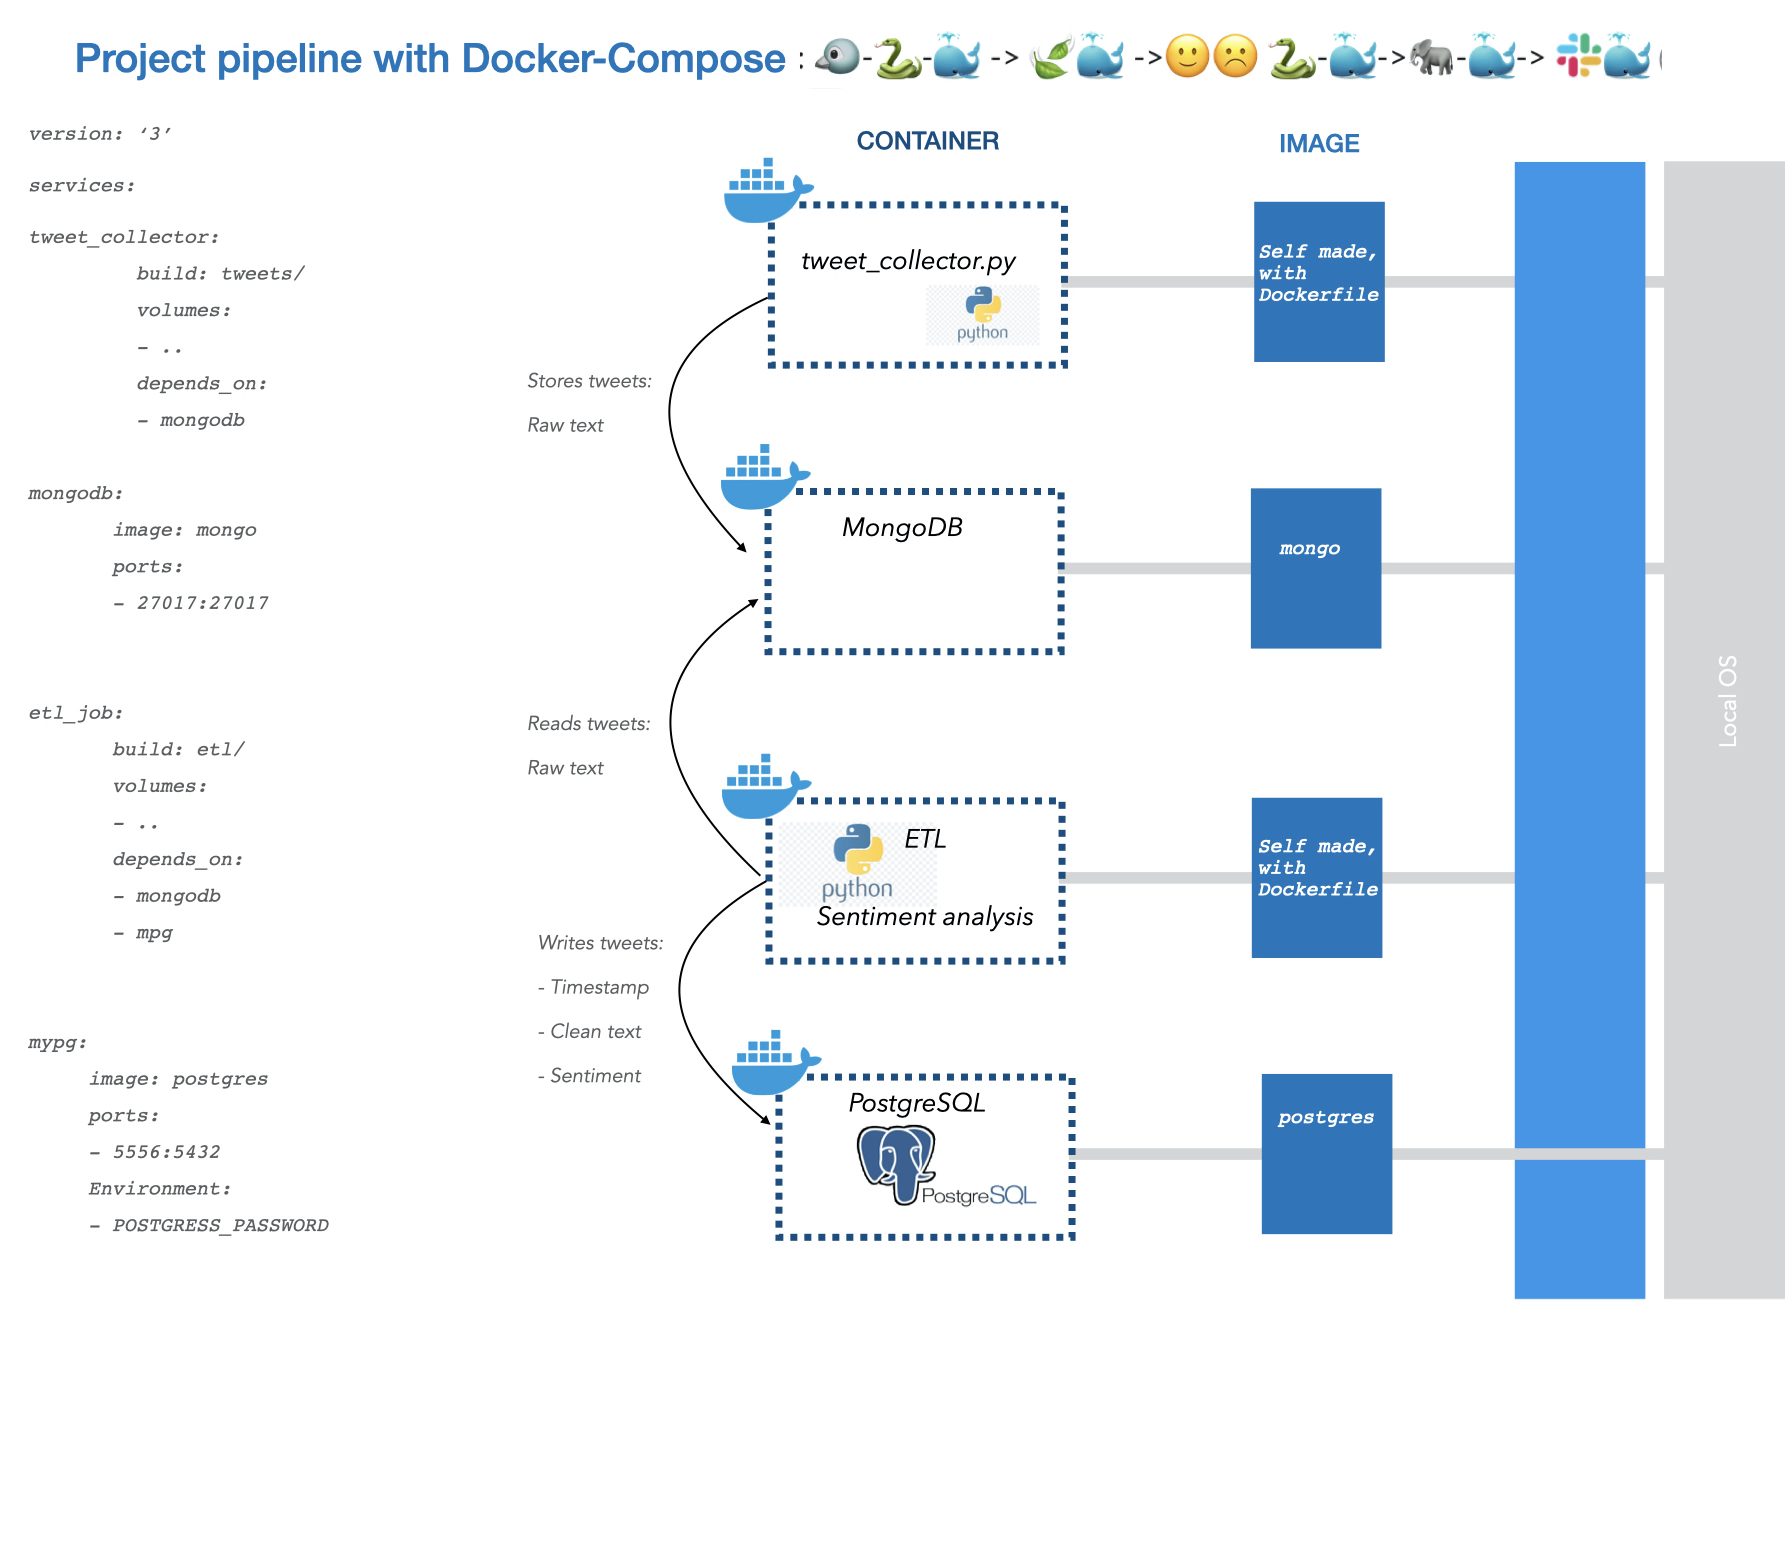 Project pipeline with Docker-Compose : - - -> -> - -> - ->
version: ‘3’
services:
tweet_collector:
build: tweets/
volumes:
- ..
depends_on:
- mongodb
mongodb:
image: mongo
ports:
- 27017:27017
etl_job:
build: etl/
volumes:
- ..
depends_on:
- mongodb
- mpg
mypg:
image: postgres
ports:
- 5556:5432
Environment:
- POSTGRESS_PASSWORD
Stores tweets:
Raw text
Reads tweets:
Raw text
Writes tweets:
- Timestamp
- Clean text
- Sentiment
CONTAINER
tweet_collector.py
python
MongoDB
ETL
python
Sentiment analysis
PostgreSQL
PostgreSQL
IMAGE
Self made,
with
Dockerfile
mongo
Self made,
with
Dockerfile
postgres
Local OS